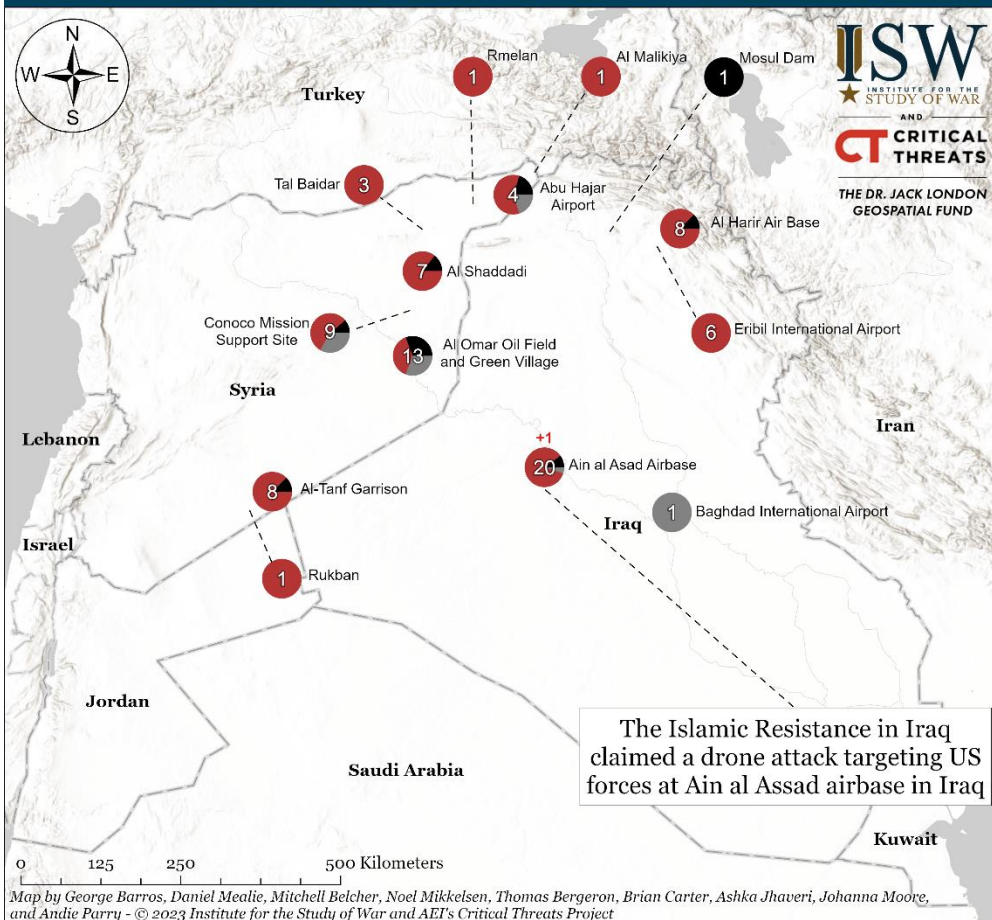 N
W E
S
ISW
INSTITUTE FOR THE
STUDY OF WAR
AND
CT CRITICAL
THREATS
THE DR. JACK LONDON
GEOSPATIAL FUND
Rmelan
1
Al Malikiya
1
Mosul Dam
1
Turkey
Tal Baidar
3
4
Abu Hajar
Airport
Al Harir Air Base
8
7
Al Shaddadi
Conoco Mission
Support Site
9
Al Omar Oil Field
and Green Village
13
6
Eribil International Airport
Syria
Lebanon
Iran
+1
20
Ain al Asad Airbase
8
Al-Tanf Garrison
1
Baghdad International Airport
Iraq
Israel
1
Rukban
Jordan
Saudi Arabia
The Islamic Resistance in Iraq
claimed a drone attack targeting US
forces at Ain al Assad airbase in Iraq
Kuwait
0 125 250 500 Kilometers
Map by George Barros, Daniel Mealie, Mitchell Belcher, Noel Mikkelsen, Thomas Bergeron, Brian Carter, Ashka Jhaveri, Johanna Moore,
and Andie Parry - © 2023 Institute for the Study of War and AEI's Critical Threats Project